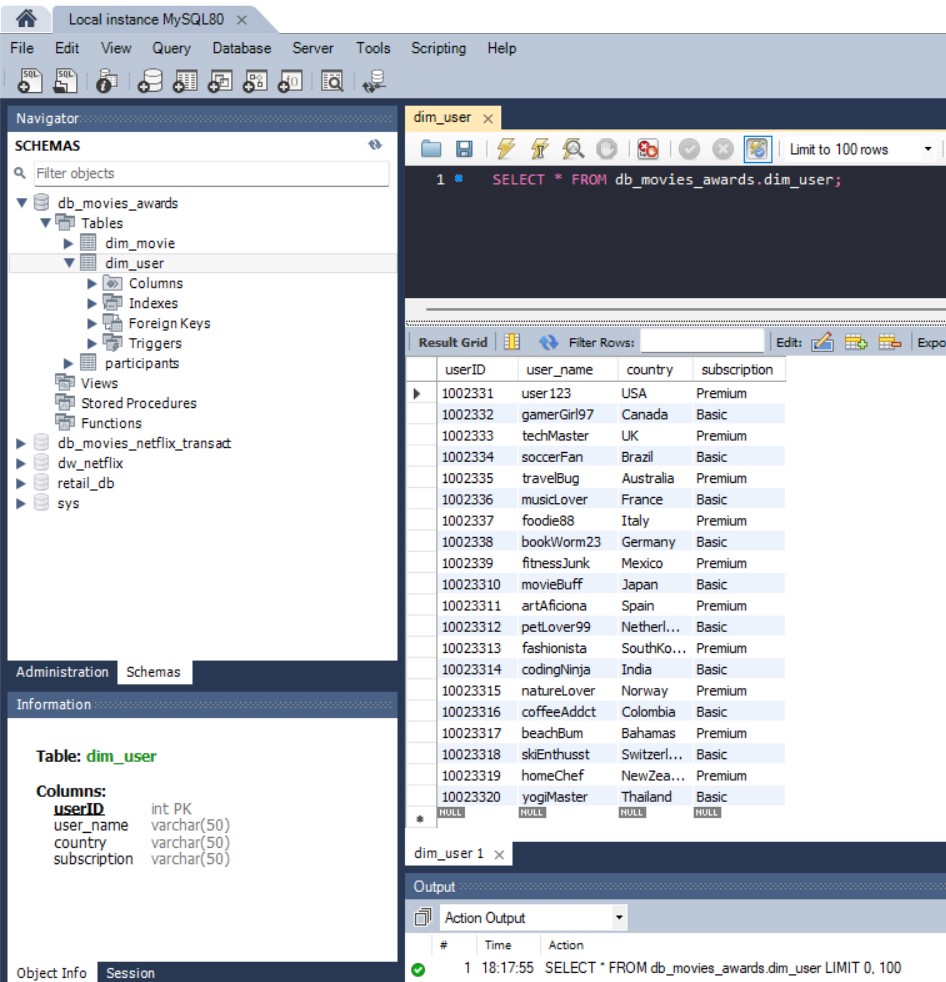 Local instance MySQL80 ×
File Edit View Query Database Server Tools Scripting Help
Navigator
SCHEMAS
Filter objects
db_movies_awards
Tables
dim_movie
dim_user
Columns
Indexes
Foreign Keys
Triggers
participants
Views
Stored Procedures
Functions
db_movies_netflix_transact
dw_netflix
retail_db
sys
Administration Schemas
Information
Table: dim_user
Columns:
userID int PK
user_name varchar(50)
country varchar(50)
subscription varchar(50)
Object Info Session
dim_user ×
Limit to 100 rows
1 SELECT * FROM db_movies_awards.dim_user;
Result Grid Filter Rows: Edit: Expo
userID user_name country subscription
1002331 user123 USA Premium
1002332 gamerGirl97 Canada Basic
1002333 techMaster UK Premium
1002334 soccerFan Brazil Basic
1002335 travelBug Australia Premium
1002336 musicLover France Basic
1002337 foodie88 Italy Premium
1002338 bookWorm23 Germany Basic
1002339 fitnessJunk Mexico Premium
10023310 movieBuff Japan Basic
10023311 artAficiona Spain Premium
10023312 petLover99 Netherl... Basic
10023313 fashionista SouthKo... Premium
10023314 codingNinja India Basic
10023315 natureLover Norway Premium
10023316 coffeeAddct Colombia Basic
10023317 beachBum Bahamas Premium
10023318 skiEnthusst Switzerl... Basic
10023319 homeChef NewZea... Premium
10023320 yogiMaster Thailand Basic
NULL NULL NULL NULL
dim_user 1 ×
Output
Action Output
# Time Action
1 18:17:55 SELECT * FROM db_movies_awards.dim_user LIMIT 0, 100